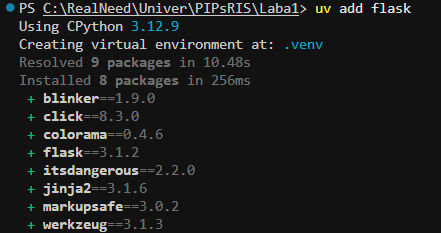 PS C:\RealNeed\Univer\PIPsRIS\Laba1> uv add flask
Using CPython 3.12.9
Creating virtual environment at: .venv
Resolved 9 packages in 10.48s
Installed 8 packages in 256ms
+ blinker==1.9.0
+ click==8.3.0
+ colorama==0.4.6
+ flask==3.1.2
+ itsdangerous==2.2.0
+ jinja2==3.1.6
+ markupsafe==3.0.2
+ werkzeug==3.1.3